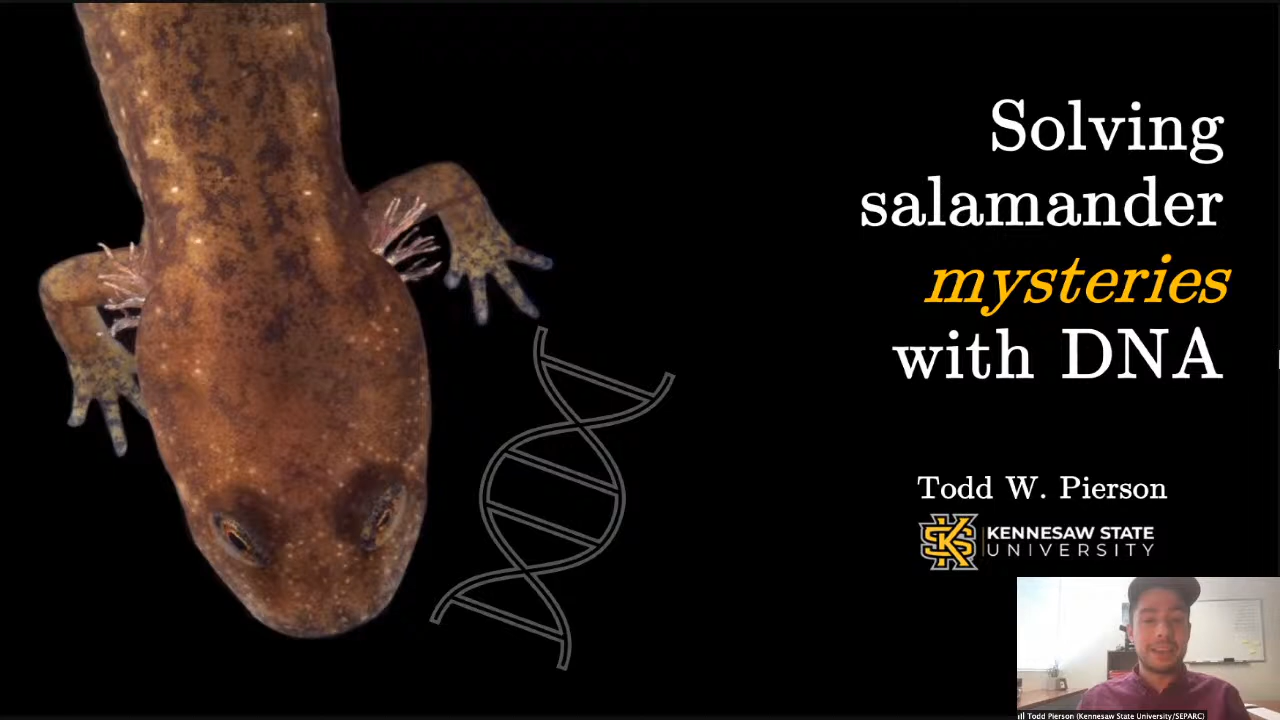 Solving
salamander
mysteries
with DNA
Todd W. Pierson
KENNESAW STATE
UNIVERSITY
Todd Pierson (Kennesaw State University/SEPARC)